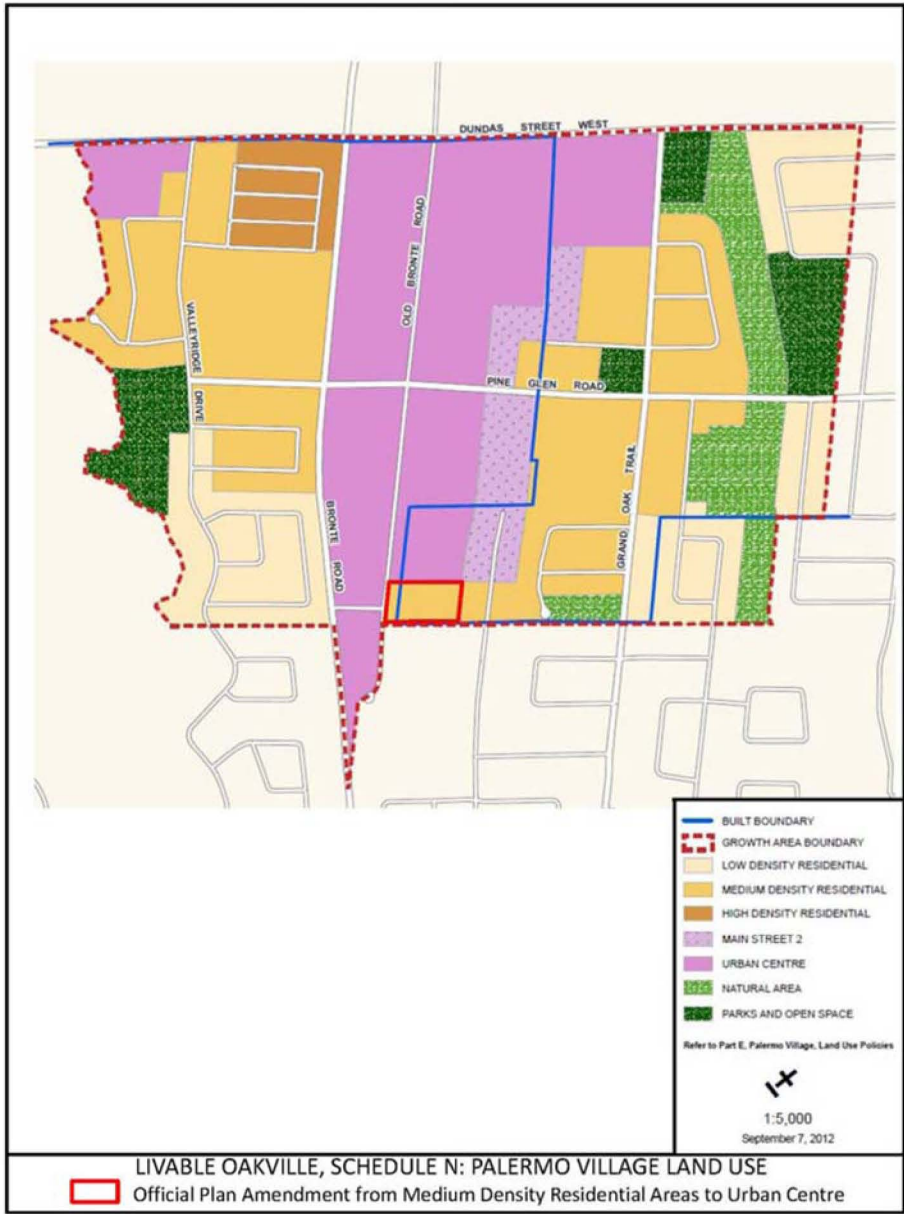 DUNDAS STREET WEST
OLD BRONTE ROAD
VALLEYRIDGE DRIVE
PINE GLEN ROAD
BRONTE ROAD
GRAND OAK TRAIL
BUILT BOUNDARY
GROWTH AREA BOUNDARY
LOW DENSITY RESIDENTIAL
MEDIUM DENSITY RESIDENTIAL
HIGH DENSITY RESIDENTIAL
MAIN STREET 2
URBAN CENTRE
NATURAL AREA
PARKS AND OPEN SPACE
Refer to Part E, Palermo Village, Land Use Policies
1:5,000
September 7, 2012
LIVABLE OAKVILLE, SCHEDULE N: PALERMO VILLAGE LAND USE
Official Plan Amendment from Medium Density Residential Areas to Urban Centre